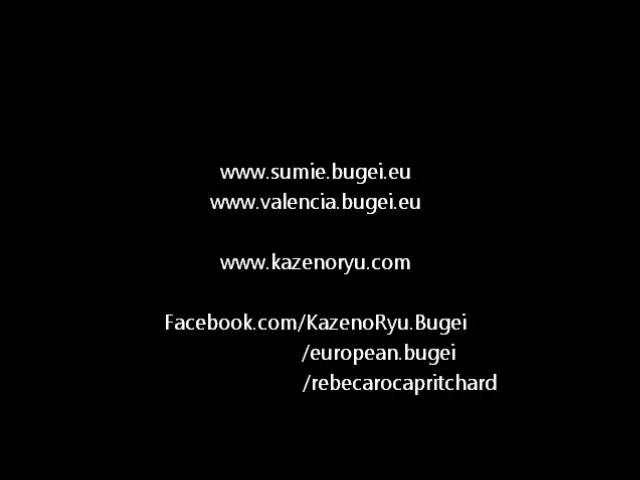 www.sumie.bugei.eu
www.valencia.bugei.eu
www.kazenoryu.com
Facebook.com/KazenoRyu.Bugei
/european.bugei
/rebecarocapritchard